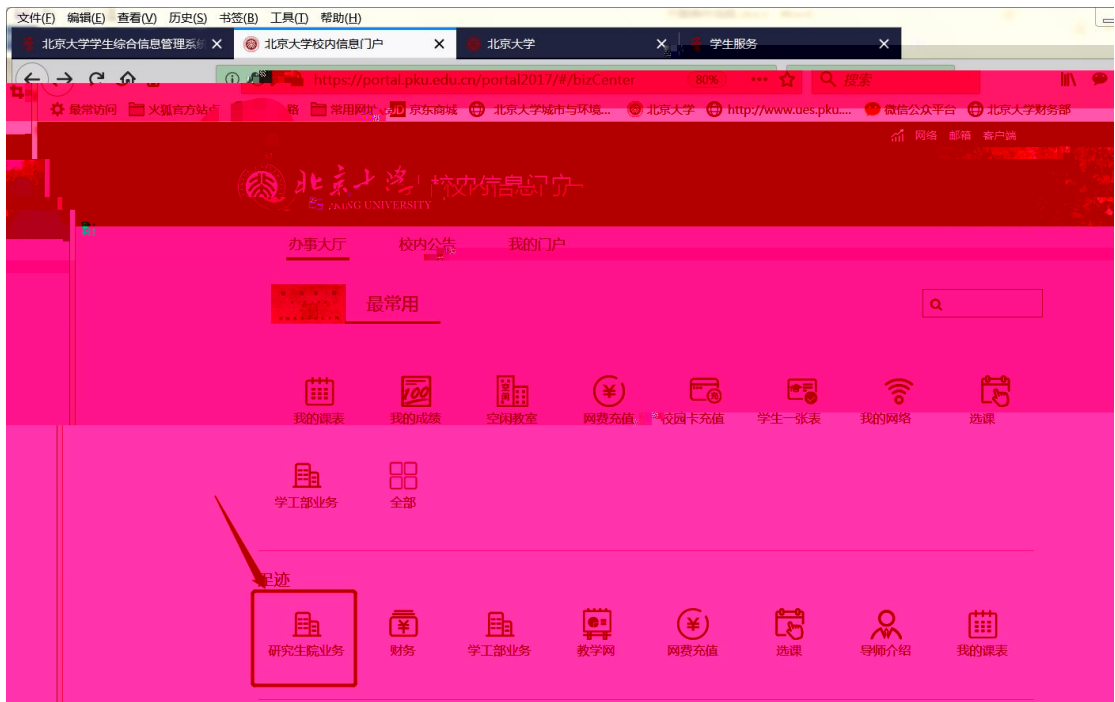 文件(F) 编辑(E) 查看(V) 历史(S) 书签(B) 工具(T) 帮助(H)
北京大学学生综合信息管理系统 北京大学校内信息门户 北京大学 学生服务
https://portal.pku.edu.cn/portal2017/#/bizCenter 80% 搜索
最常访问 火狐官方站点 常用网址 JD 京东商城 北京大学城市与环境... 北京大学 http://www.ues.pku.... 微信公众平台 北京大学财务部
网络 邮箱 客户端
北京大学 校内信息门户
UNIVERSITY
办事大厅 校内公告 我的门户
最常用
我的课表 我的成绩 空闲教室 网费充值 校园卡充值 学生一张表 我的网络 选课
学工部业务 全部
足迹
研究生院业务 财务 学工部业务 教学网 网费充值 选课 导师介绍 我的课表